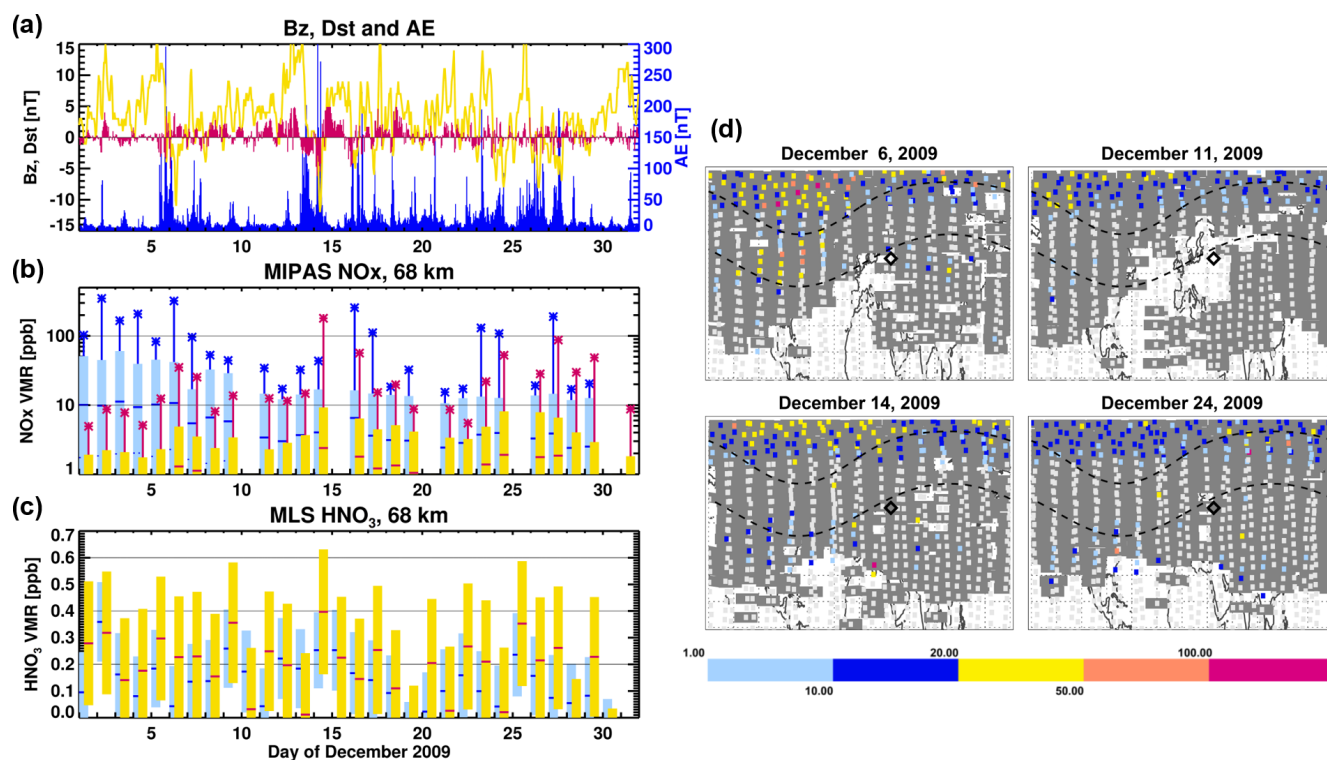 (a)
Bz, Dst and AE
Bz, Dst [nT]
15
10
5
0
-5
-10
-15
300
250
200
150
100
50
0
AE [nT]
5 10 15 20 25 30
(b)
MIPAS NOx, 68 km
NOx VMR [ppb]
100
10
1
5 10 15 20 25 30
(c)
MLS HNO3, 68 km
HNO3 VMR [ppb]
0.7
0.6
0.5
0.4
0.3
0.2
0.1
0.0
5 10 15 20 25 30
Day of December 2009
(d)
December 6, 2009
December 11, 2009
December 14, 2009
December 24, 2009
1.00 20.00 100.00
10.00 50.00